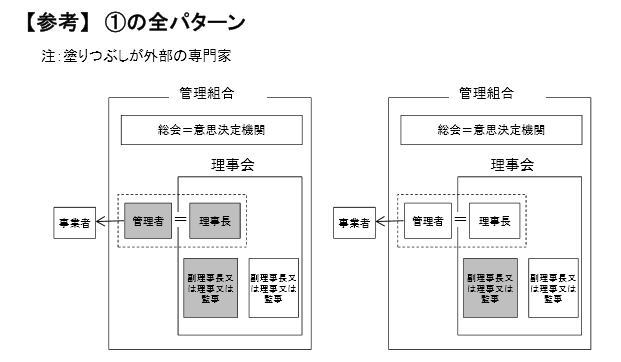 【参考】 ①の全パターン
注：塗りつぶしが外部の専門家
管理組合
総会＝意思決定機関
理事会
事業者
管理者
＝
理事長
副理事長又
は理事又は
監事
副理事長又
は理事又は
監事
管理組合
総会＝意思決定機関
理事会
事業者
管理者
＝
理事長
副理事長又
は理事又は
監事
副理事長又
は理事又は
監事